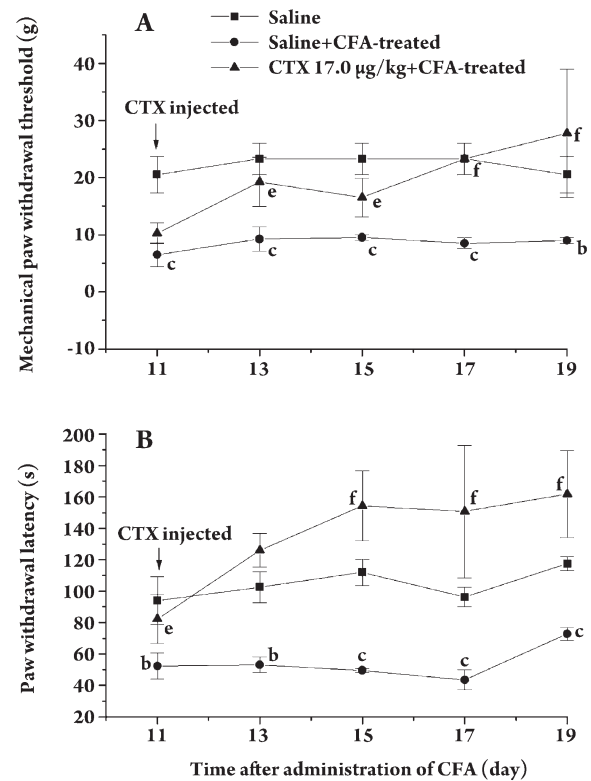 A
Saline
Saline+CFA-treated
CTX 17.0 μg/kg+CFA-treated
Mechanical paw withdrawal threshold (g)
40
30
20
10
0
-10
CTX injected
c
c
c
c
b
e
e
f
f
11
13
15
17
19
B
Paw withdrawal latency (s)
200
180
160
140
120
100
80
60
40
20
CTX injected
f
f
f
e
b
b
c
c
c
11
13
15
17
19
Time after administration of CFA (day)